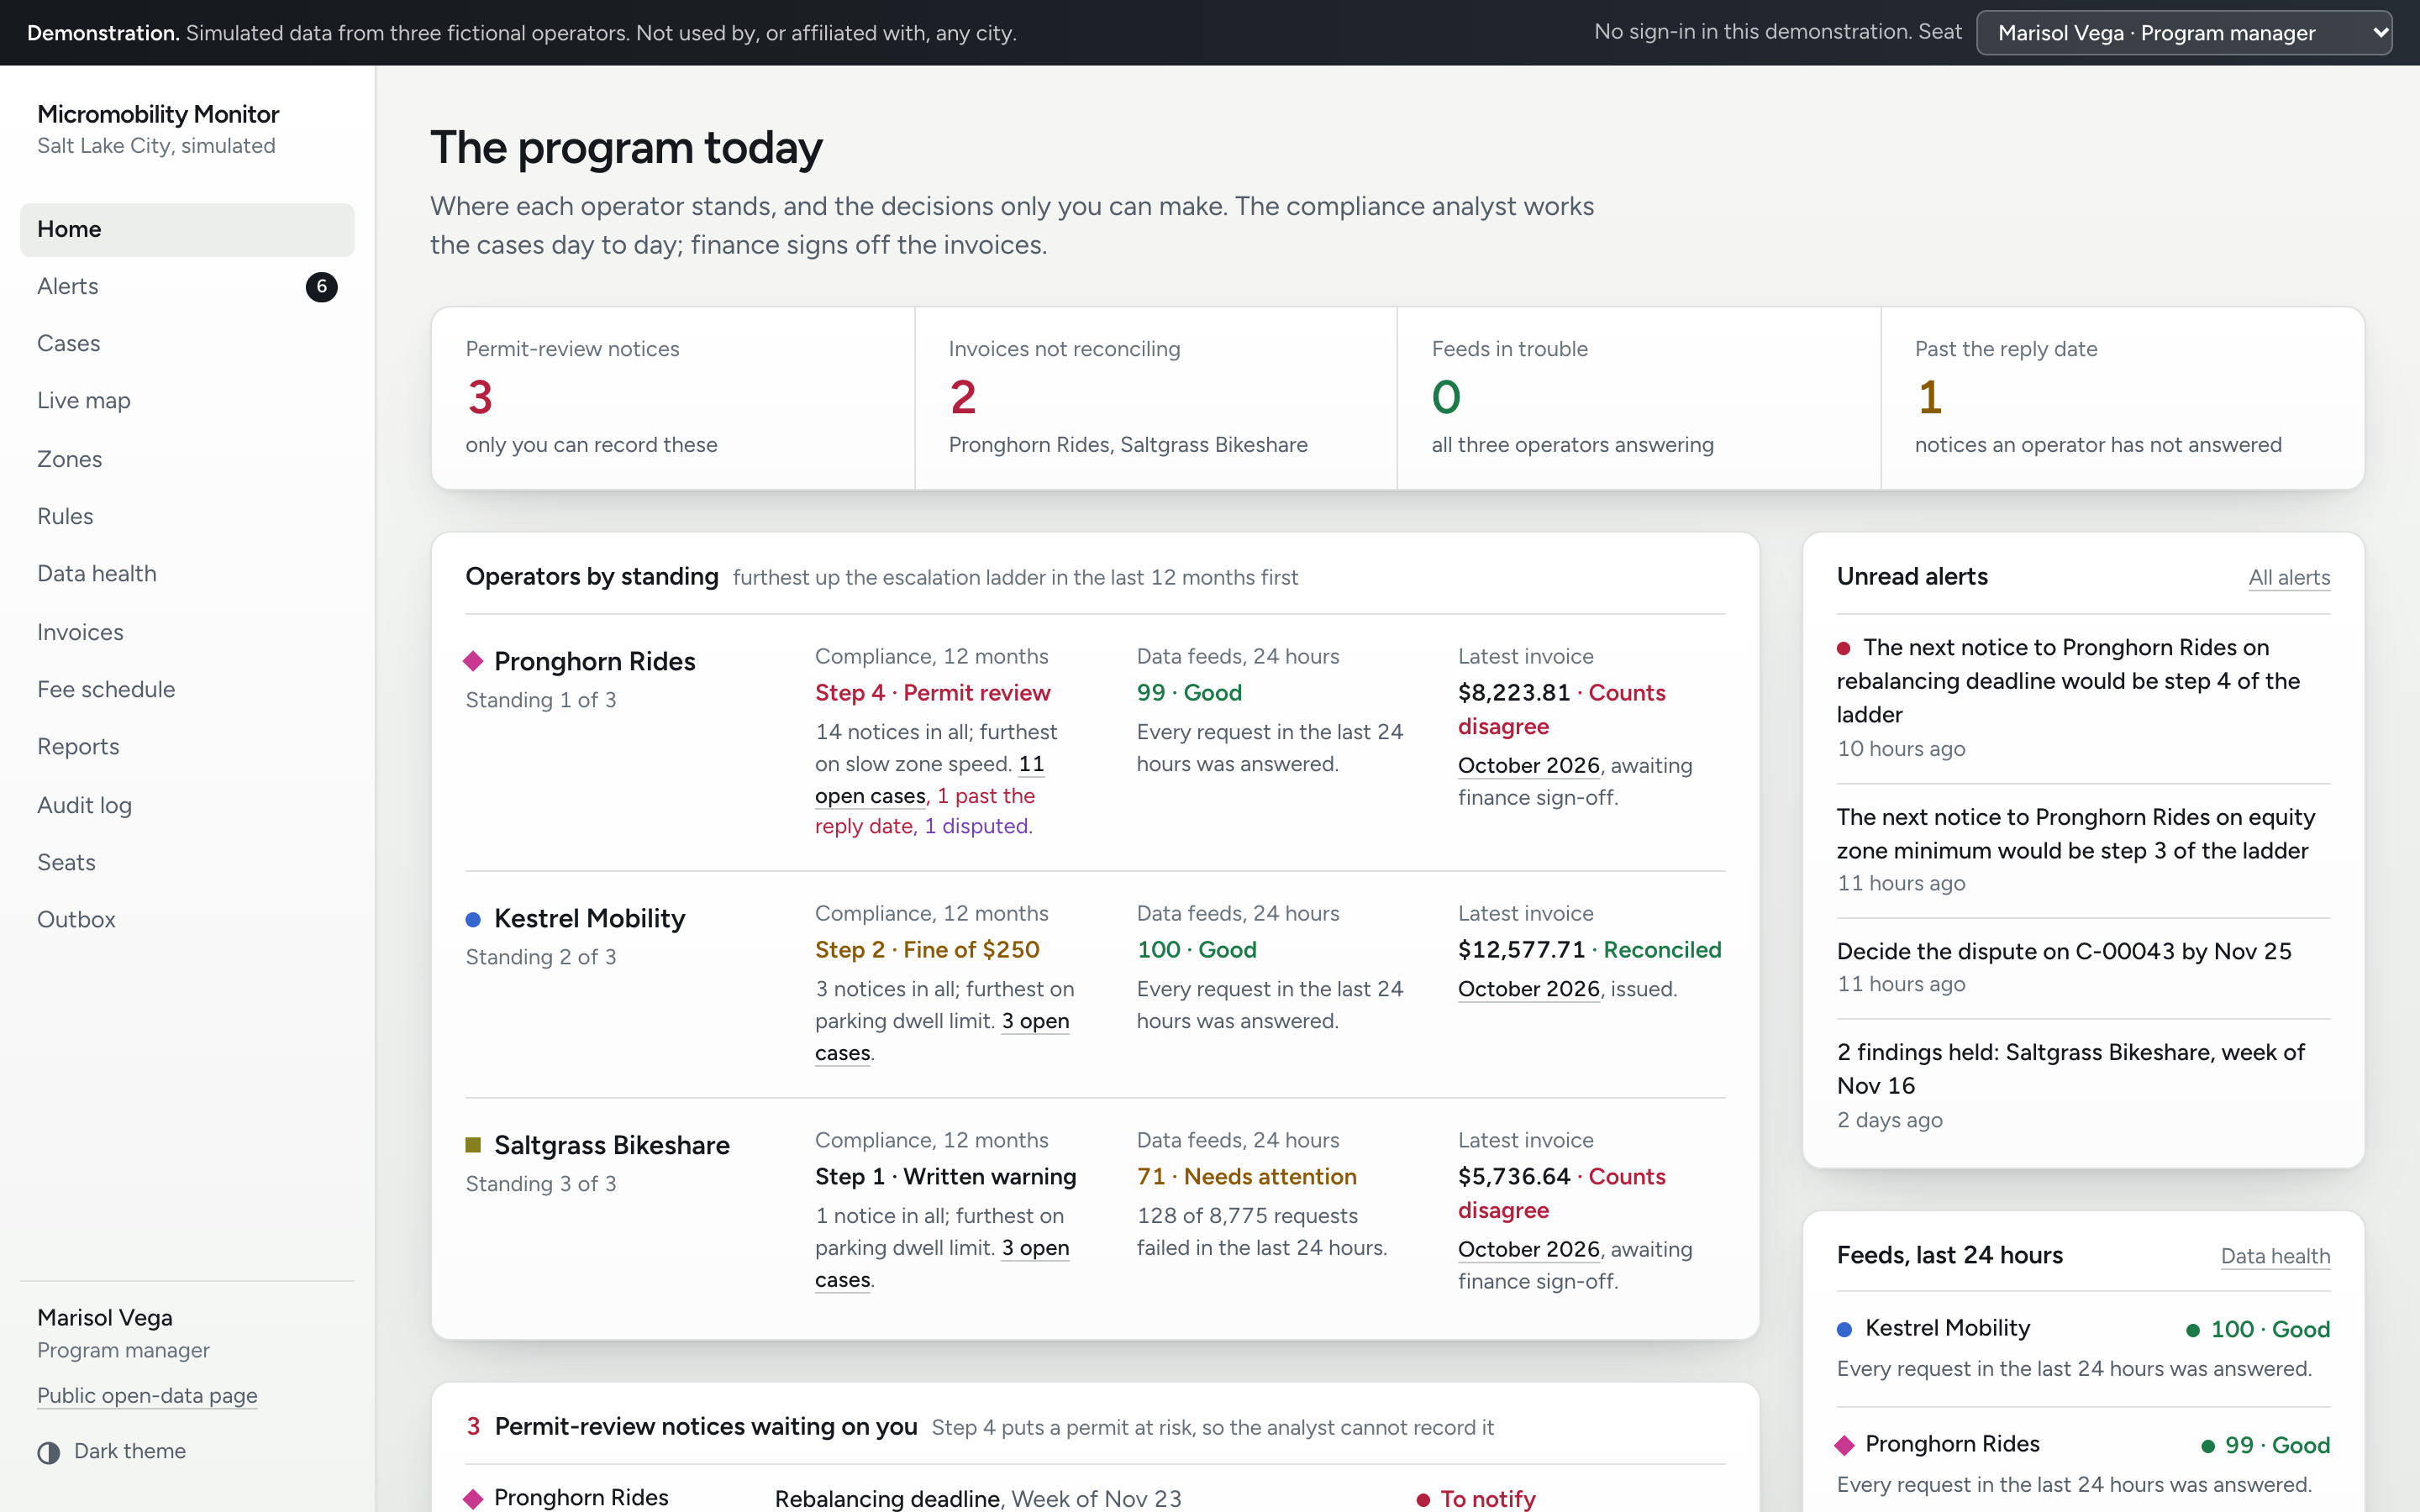 Demonstration. Simulated data from three fictional operators. Not used by, or affiliated with, any city.
No sign-in in this demonstration. Seat
Marisol Vega · Program manager
Micromobility Monitor
Salt Lake City, simulated
Home
Alerts
6
Cases
Live map
Zones
Rules
Data health
Invoices
Fee schedule
Reports
Audit log
Seats
Outbox
Marisol Vega
Program manager
Public open-data page
Dark theme
The program today
Where each operator stands, and the decisions only you can make. The compliance analyst works
the cases day to day; finance signs off the invoices.
Permit-review notices
3
only you can record these
Invoices not reconciling
2
Pronghorn Rides, Saltgrass Bikeshare
Feeds in trouble
0
all three operators answering
Past the reply date
1
notices an operator has not answered
Operators by standing furthest up the escalation ladder in the last 12 months first
Pronghorn Rides
Standing 1 of 3
Compliance, 12 months
Step 4 · Permit review
14 notices in all; furthest
on slow zone speed. 11
open cases, 1 past the
reply date, 1 disputed.
Data feeds, 24 hours
99 · Good
Every request in the last 24
hours was answered.
Latest invoice
$8,223.81 · Counts
disagree
October 2026, awaiting
finance sign-off.
Kestrel Mobility
Standing 2 of 3
Compliance, 12 months
Step 2 · Fine of $250
3 notices in all; furthest on
parking dwell limit. 3 open
cases.
Data feeds, 24 hours
100 · Good
Every request in the last 24
hours was answered.
Latest invoice
$12,577.71 · Reconciled
October 2026, issued.
Saltgrass Bikeshare
Standing 3 of 3
Compliance, 12 months
Step 1 · Written warning
1 notice in all; furthest on
parking dwell limit. 3 open
cases.
Data feeds, 24 hours
71 · Needs attention
128 of 8,775 requests
failed in the last 24 hours.
Latest invoice
$5,736.64 · Counts
disagree
October 2026, awaiting
finance sign-off.
3 Permit-review notices waiting on you Step 4 puts a permit at risk, so the analyst cannot record it
Pronghorn Rides
Rebalancing deadline, Week of Nov 23
To notify
Unread alerts
All alerts
The next notice to Pronghorn Rides on
rebalancing deadline would be step 4 of the
ladder
10 hours ago
The next notice to Pronghorn Rides on equity
zone minimum would be step 3 of the ladder
11 hours ago
Decide the dispute on C-00043 by Nov 25
11 hours ago
2 findings held: Saltgrass Bikeshare, week of
Nov 16
2 days ago
Feeds, last 24 hours
Data health
Kestrel Mobility
100 · Good
Every request in the last 24 hours was answered.
Pronghorn Rides
99 · Good
Every request in the last 24 hours was answered.